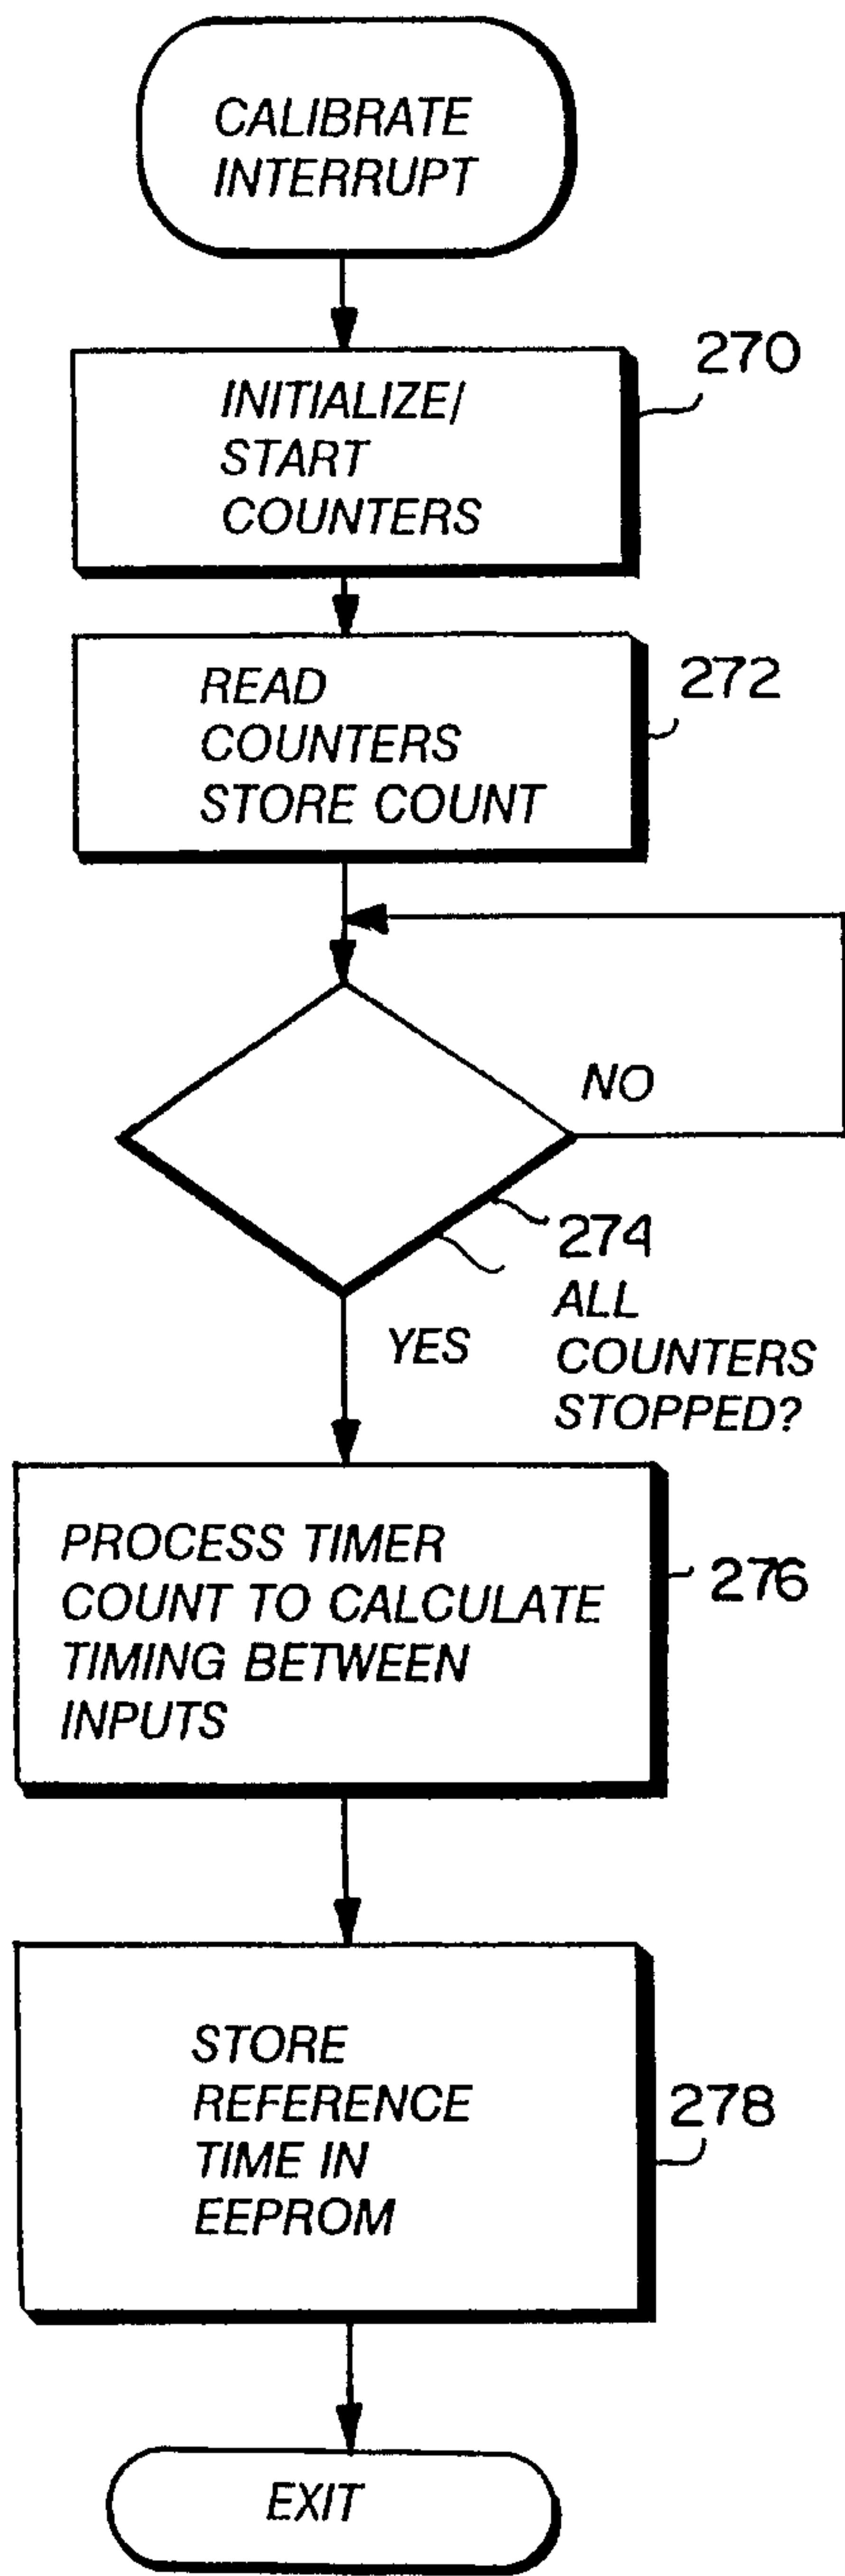 CALIBRATE
INTERRUPT
270
INITIALIZE/
START
COUNTERS
272
READ
COUNTERS
STORE COUNT
NO
274
ALL
COUNTERS
STOPPED?
YES
PROCESS TIMER
COUNT TO CALCULATE
TIMING BETWEEN
INPUTS
276
STORE
REFERENCE
TIME IN
EEPROM
278
EXIT